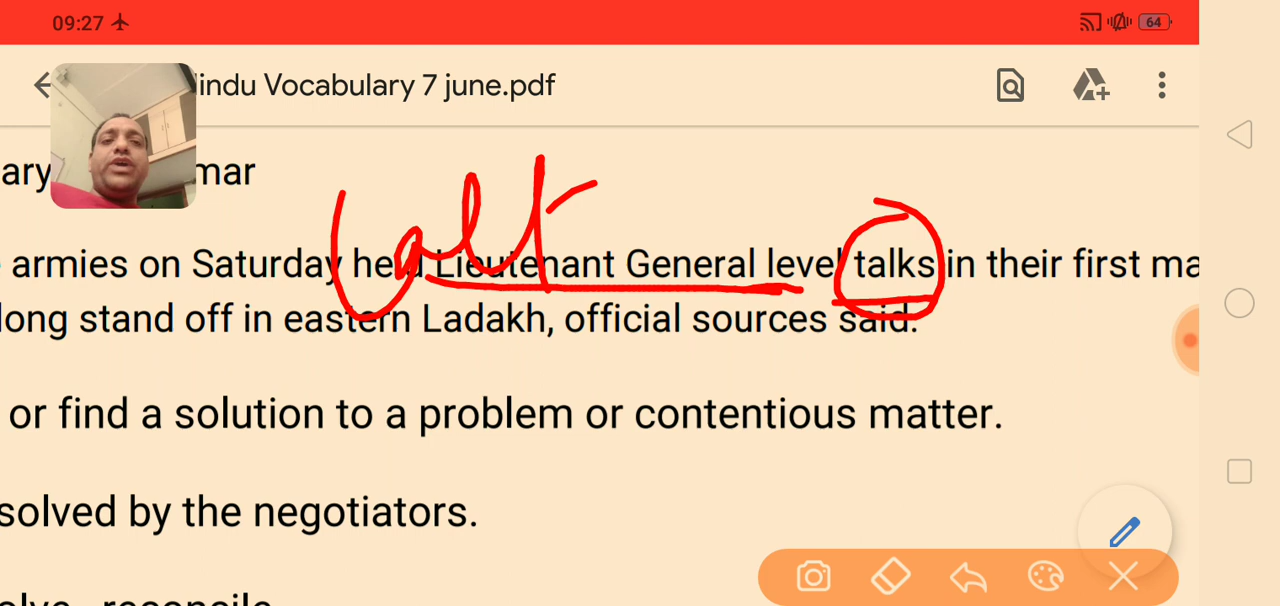 09:27
64
indu Vocabulary 7 june.pdf
ary mar
armies on Saturday held Lieutenant General level talks in their first ma
long stand off in eastern Ladakh, official sources said.
or find a solution to a problem or contentious matter.
solved by the negotiators.